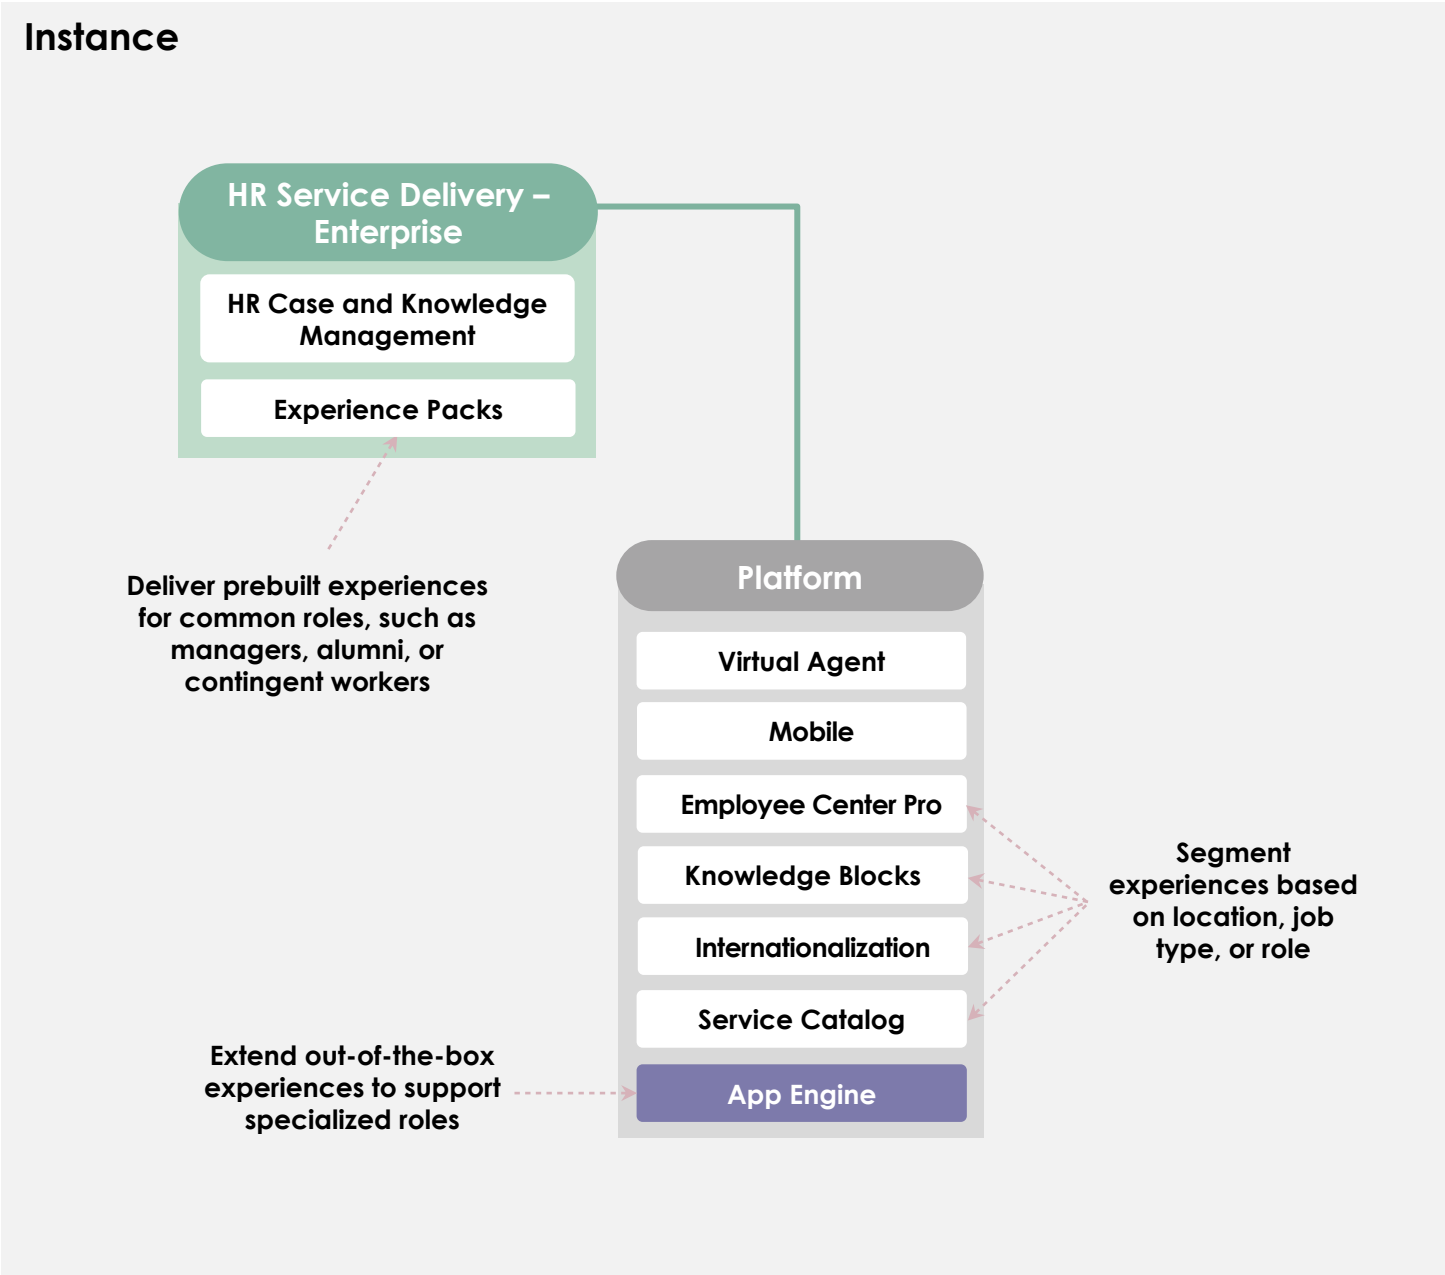 Instance
HR Service Delivery –
Enterprise
HR Case and Knowledge
Management
Experience Packs
Deliver prebuilt experiences
for common roles, such as
managers, alumni, or
contingent workers
Platform
Virtual Agent
Mobile
Employee Center Pro
Knowledge Blocks
Internationalization
Service Catalog
App Engine
Segment
experiences based
on location, job
type, or role
Extend out-of-the-box
experiences to support
specialized roles